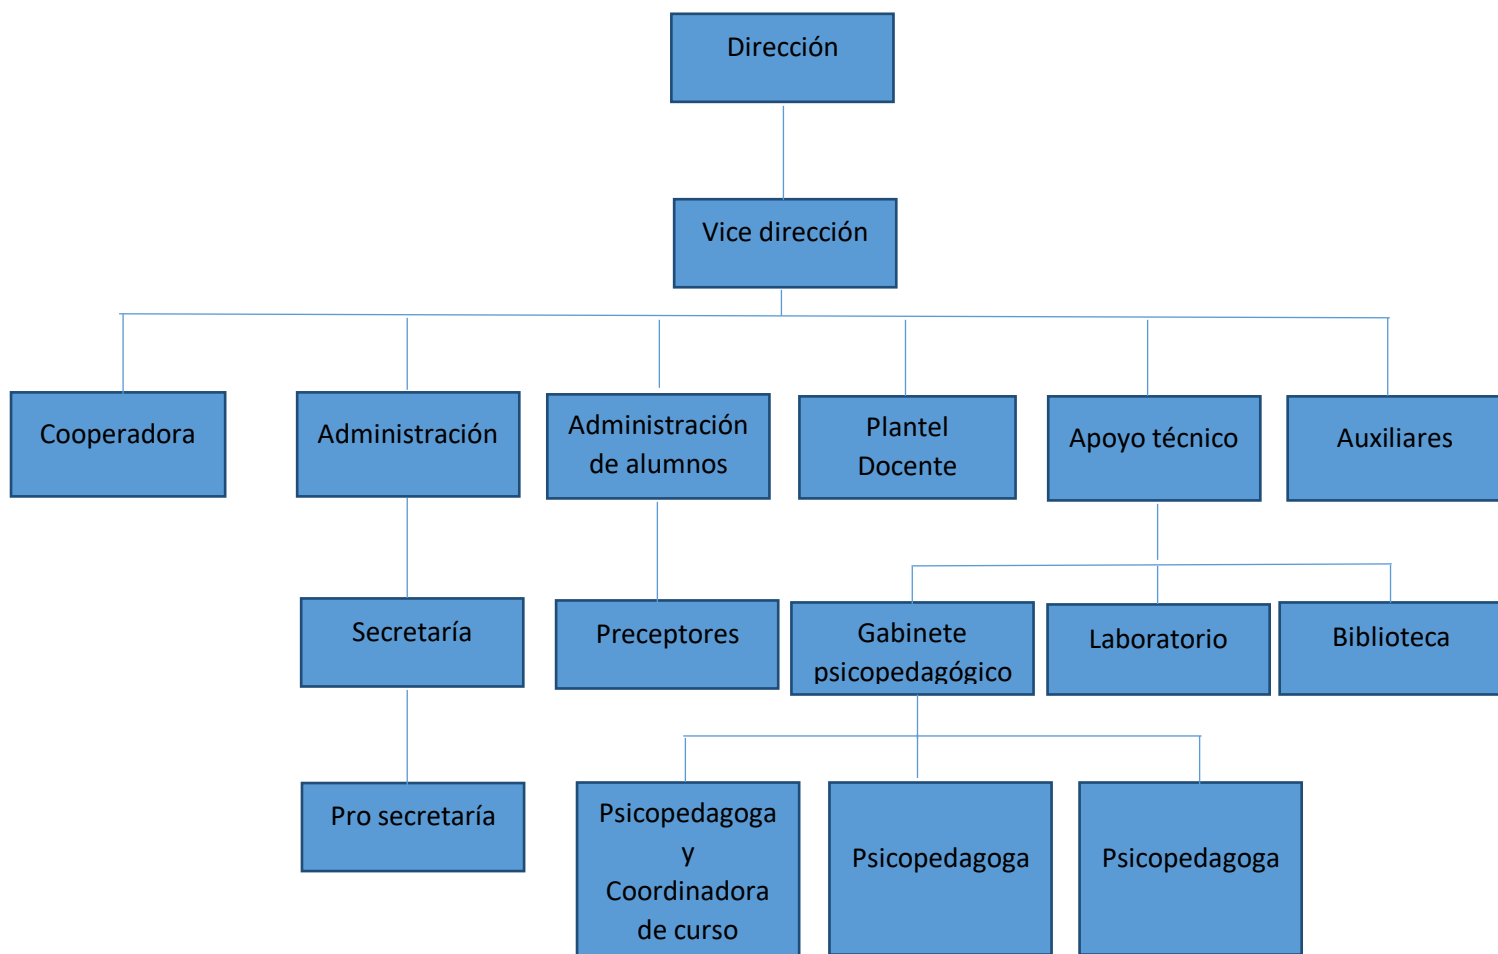 Dirección
Vice dirección
Cooperadora
Administración
Administración
de alumnos
Plantel
Docente
Apoyo técnico
Auxiliares
Secretaría
Preceptores
Gabinete
psicopedagógico
Laboratorio
Biblioteca
Pro secretaría
Psicopedagoga
y
Coordinadora
de curso
Psicopedagoga
Psicopedagoga